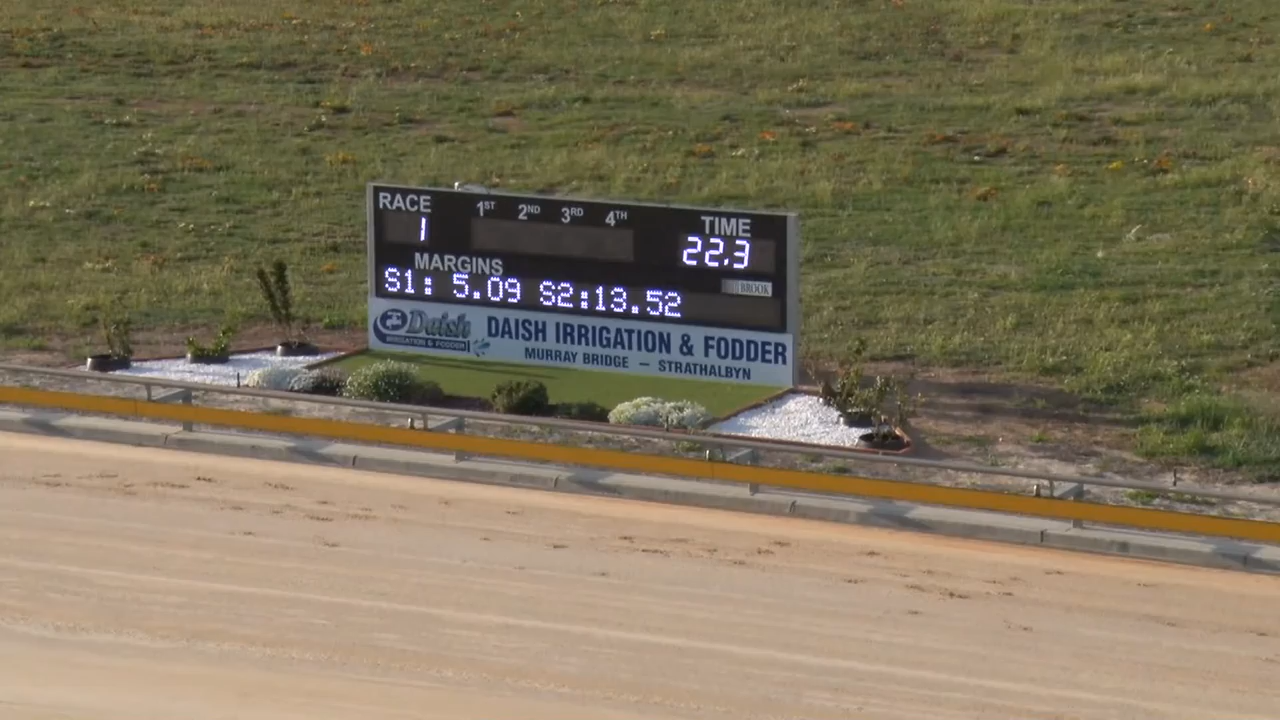 RACE 1ST 2ND 3RD 4TH TIME
1 22.3
MARGINS
S1: 5.09 S2:13.52
BROOK
Daish
IRRIGATION & FODDER
DAISH IRRIGATION & FODDER
MURRAY BRIDGE — STRATHALBYN